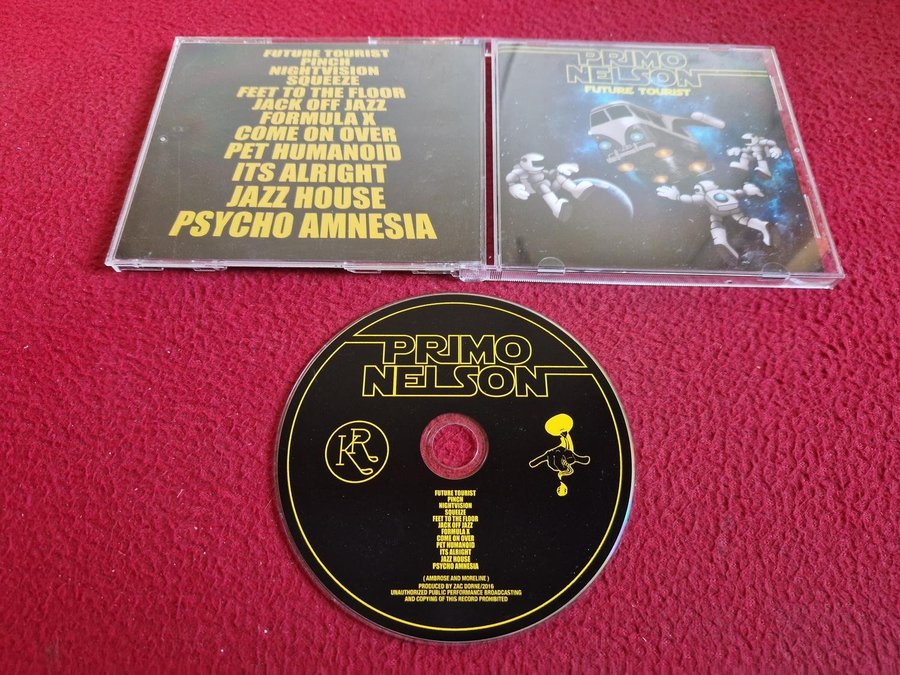 FUTURE TOURIST
PINCH
NIGHTVISION
SQUEEZE
FEET TO THE FLOOR
JACK OFF JAZZ
FORMULA X
COME ON OVER
PET HUMANOID
ITS ALRIGHT
JAZZ HOUSE
PSYCHO AMNESIA
PRIMO
NELSON
FUTURE TOURIST
PRIMO
NELSON
KR
FUTURE TOURIST
PINCH
NIGHTVISION
SQUEEZE
FEET TO THE FLOOR
JACK OFF JAZZ
FORMULA X
COME ON OVER
PET HUMANOID
ITS ALRIGHT
JAZZ HOUSE
PSYCHO AMNESIA
( AMBROSE AND MORELINE )
PRODUCED BY ZAC DORNE/2016
UNAUTHORIZED PUBLIC PERFORMANCE BROADCASTING
AND COPYING OF THIS RECORD PROHIBITED